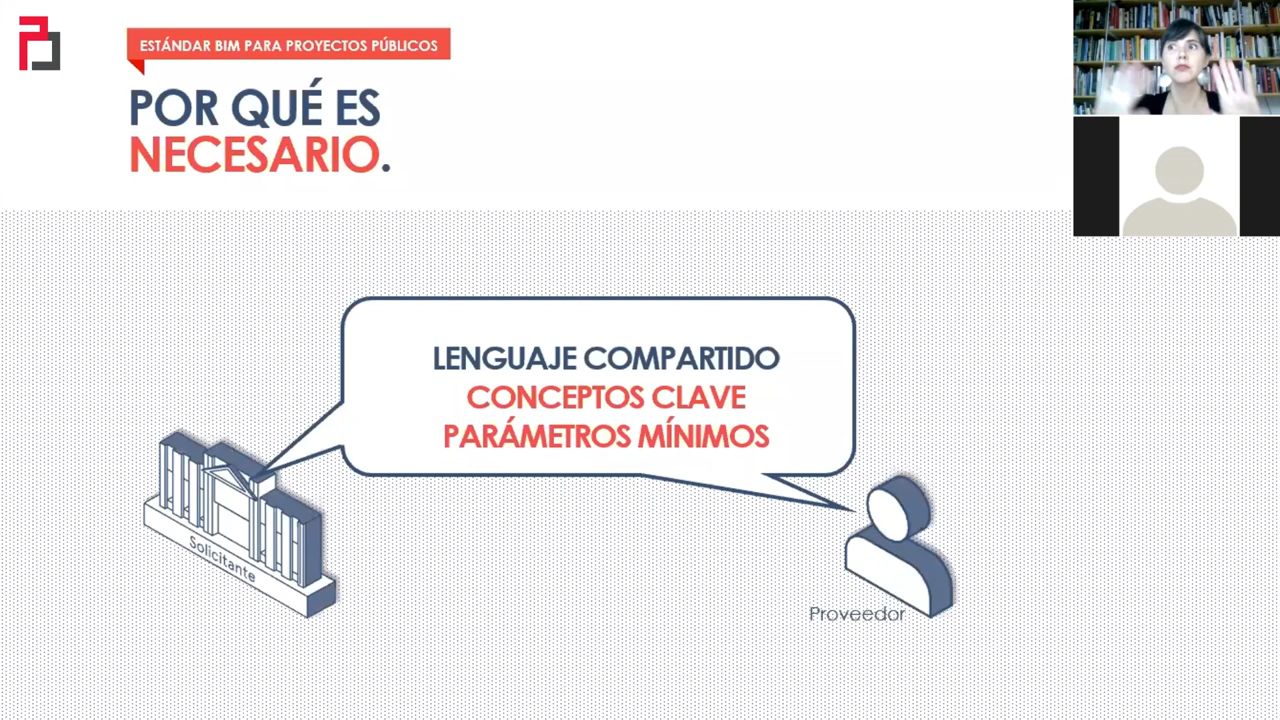 ESTÁNDAR BIM PARA PROYECTOS PÚBLICOS
POR QUÉ ES
NECESARIO.
LENGUAJE COMPARTIDO
CONCEPTOS CLAVE
PARÁMETROS MÍNIMOS
Solicitante
Proveedor